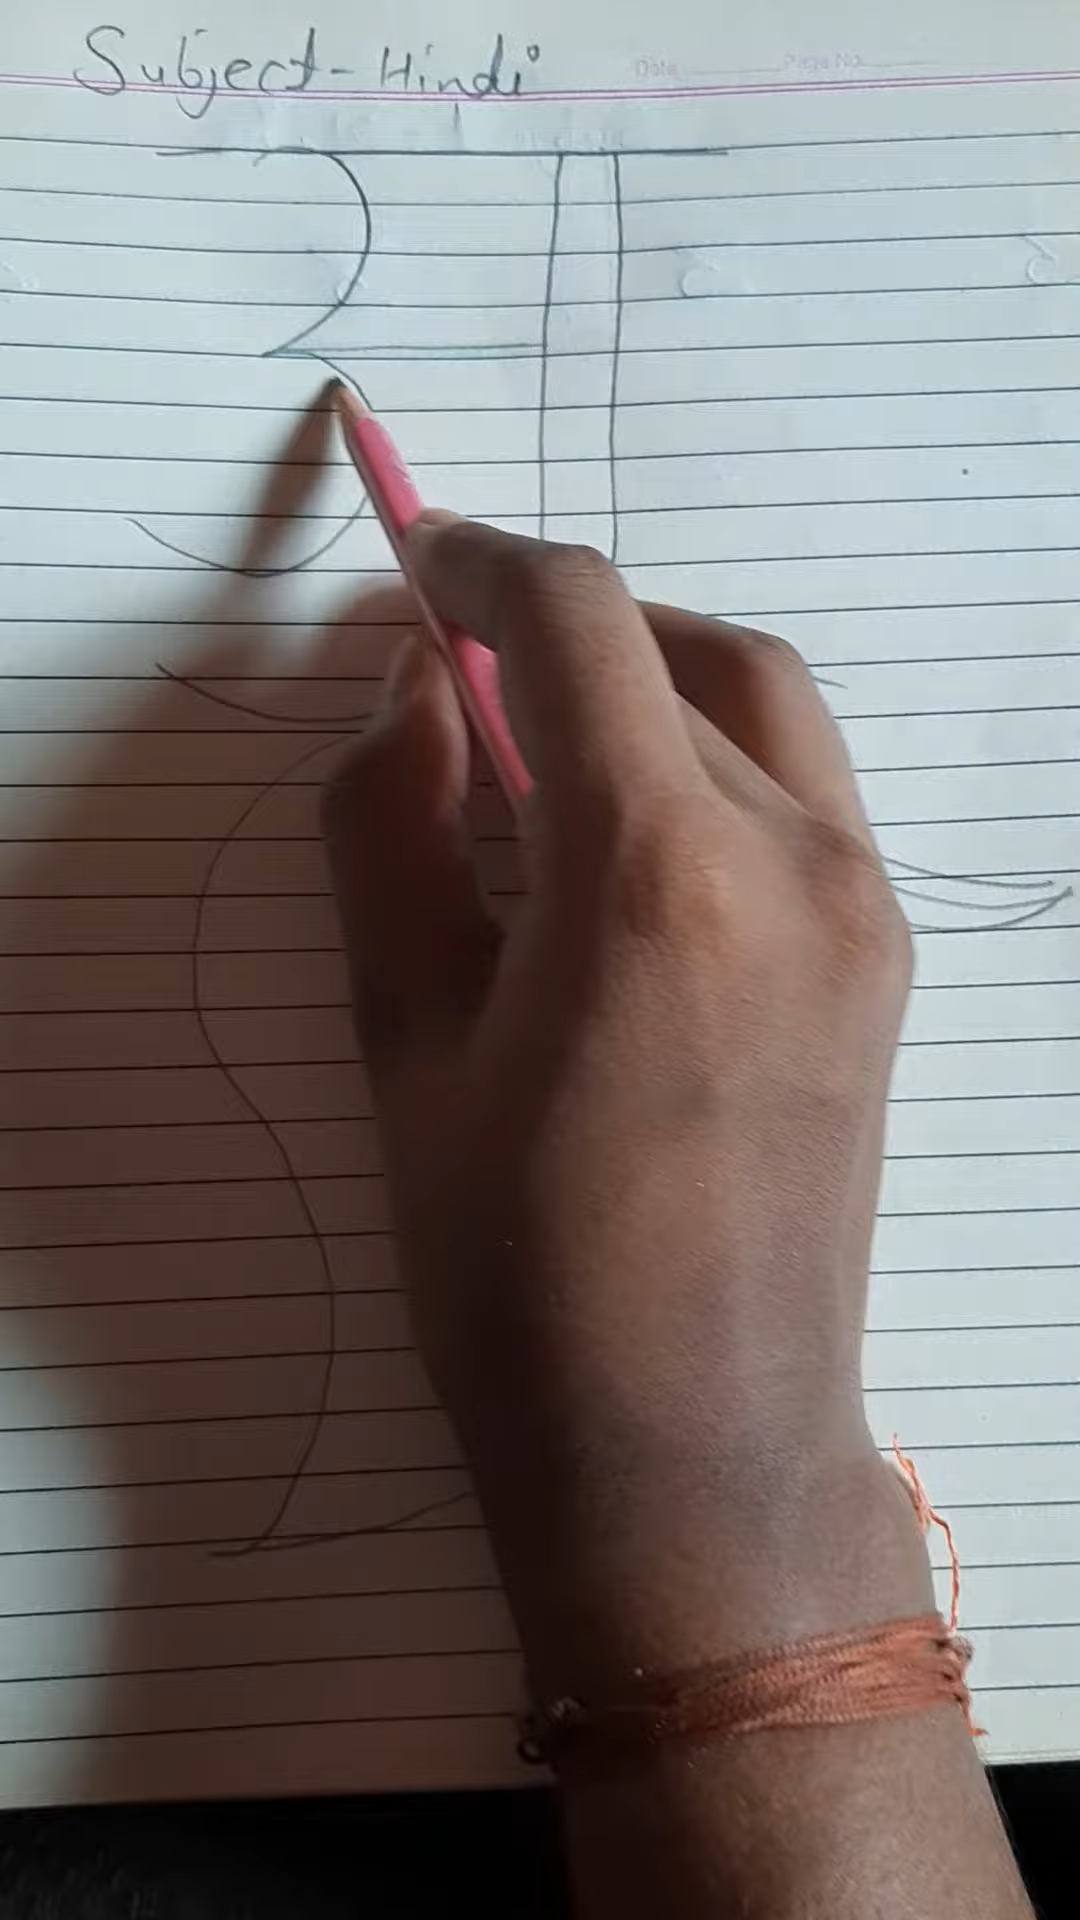 Subject - Hindi
Date Page No.
अ